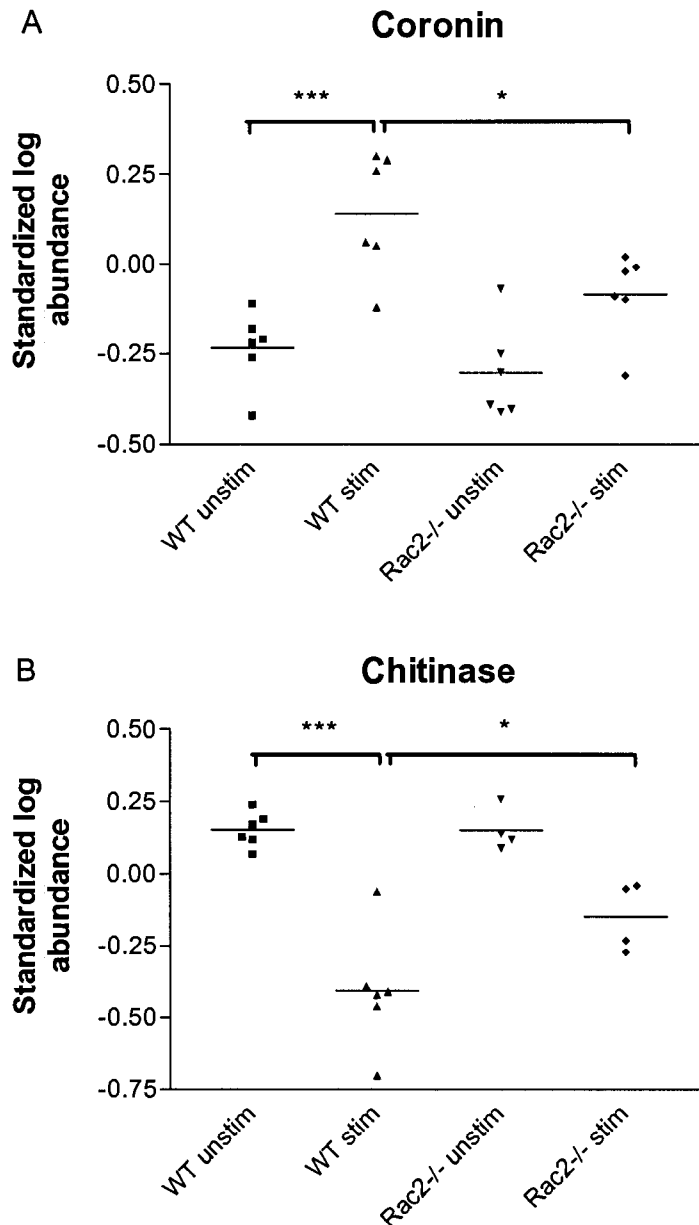 A
Coronin
Standardized log
abundance
0.50
0.25
0.00
-0.25
-0.50
***
*
WT unstim
WT stim
Rac2-/- unstim
Rac2-/- stim
B
Chitinase
Standardized log
abundance
0.50
0.25
0.00
-0.25
-0.50
-0.75
***
*
WT unstim
WT stim
Rac2-/- unstim
Rac2-/- stim